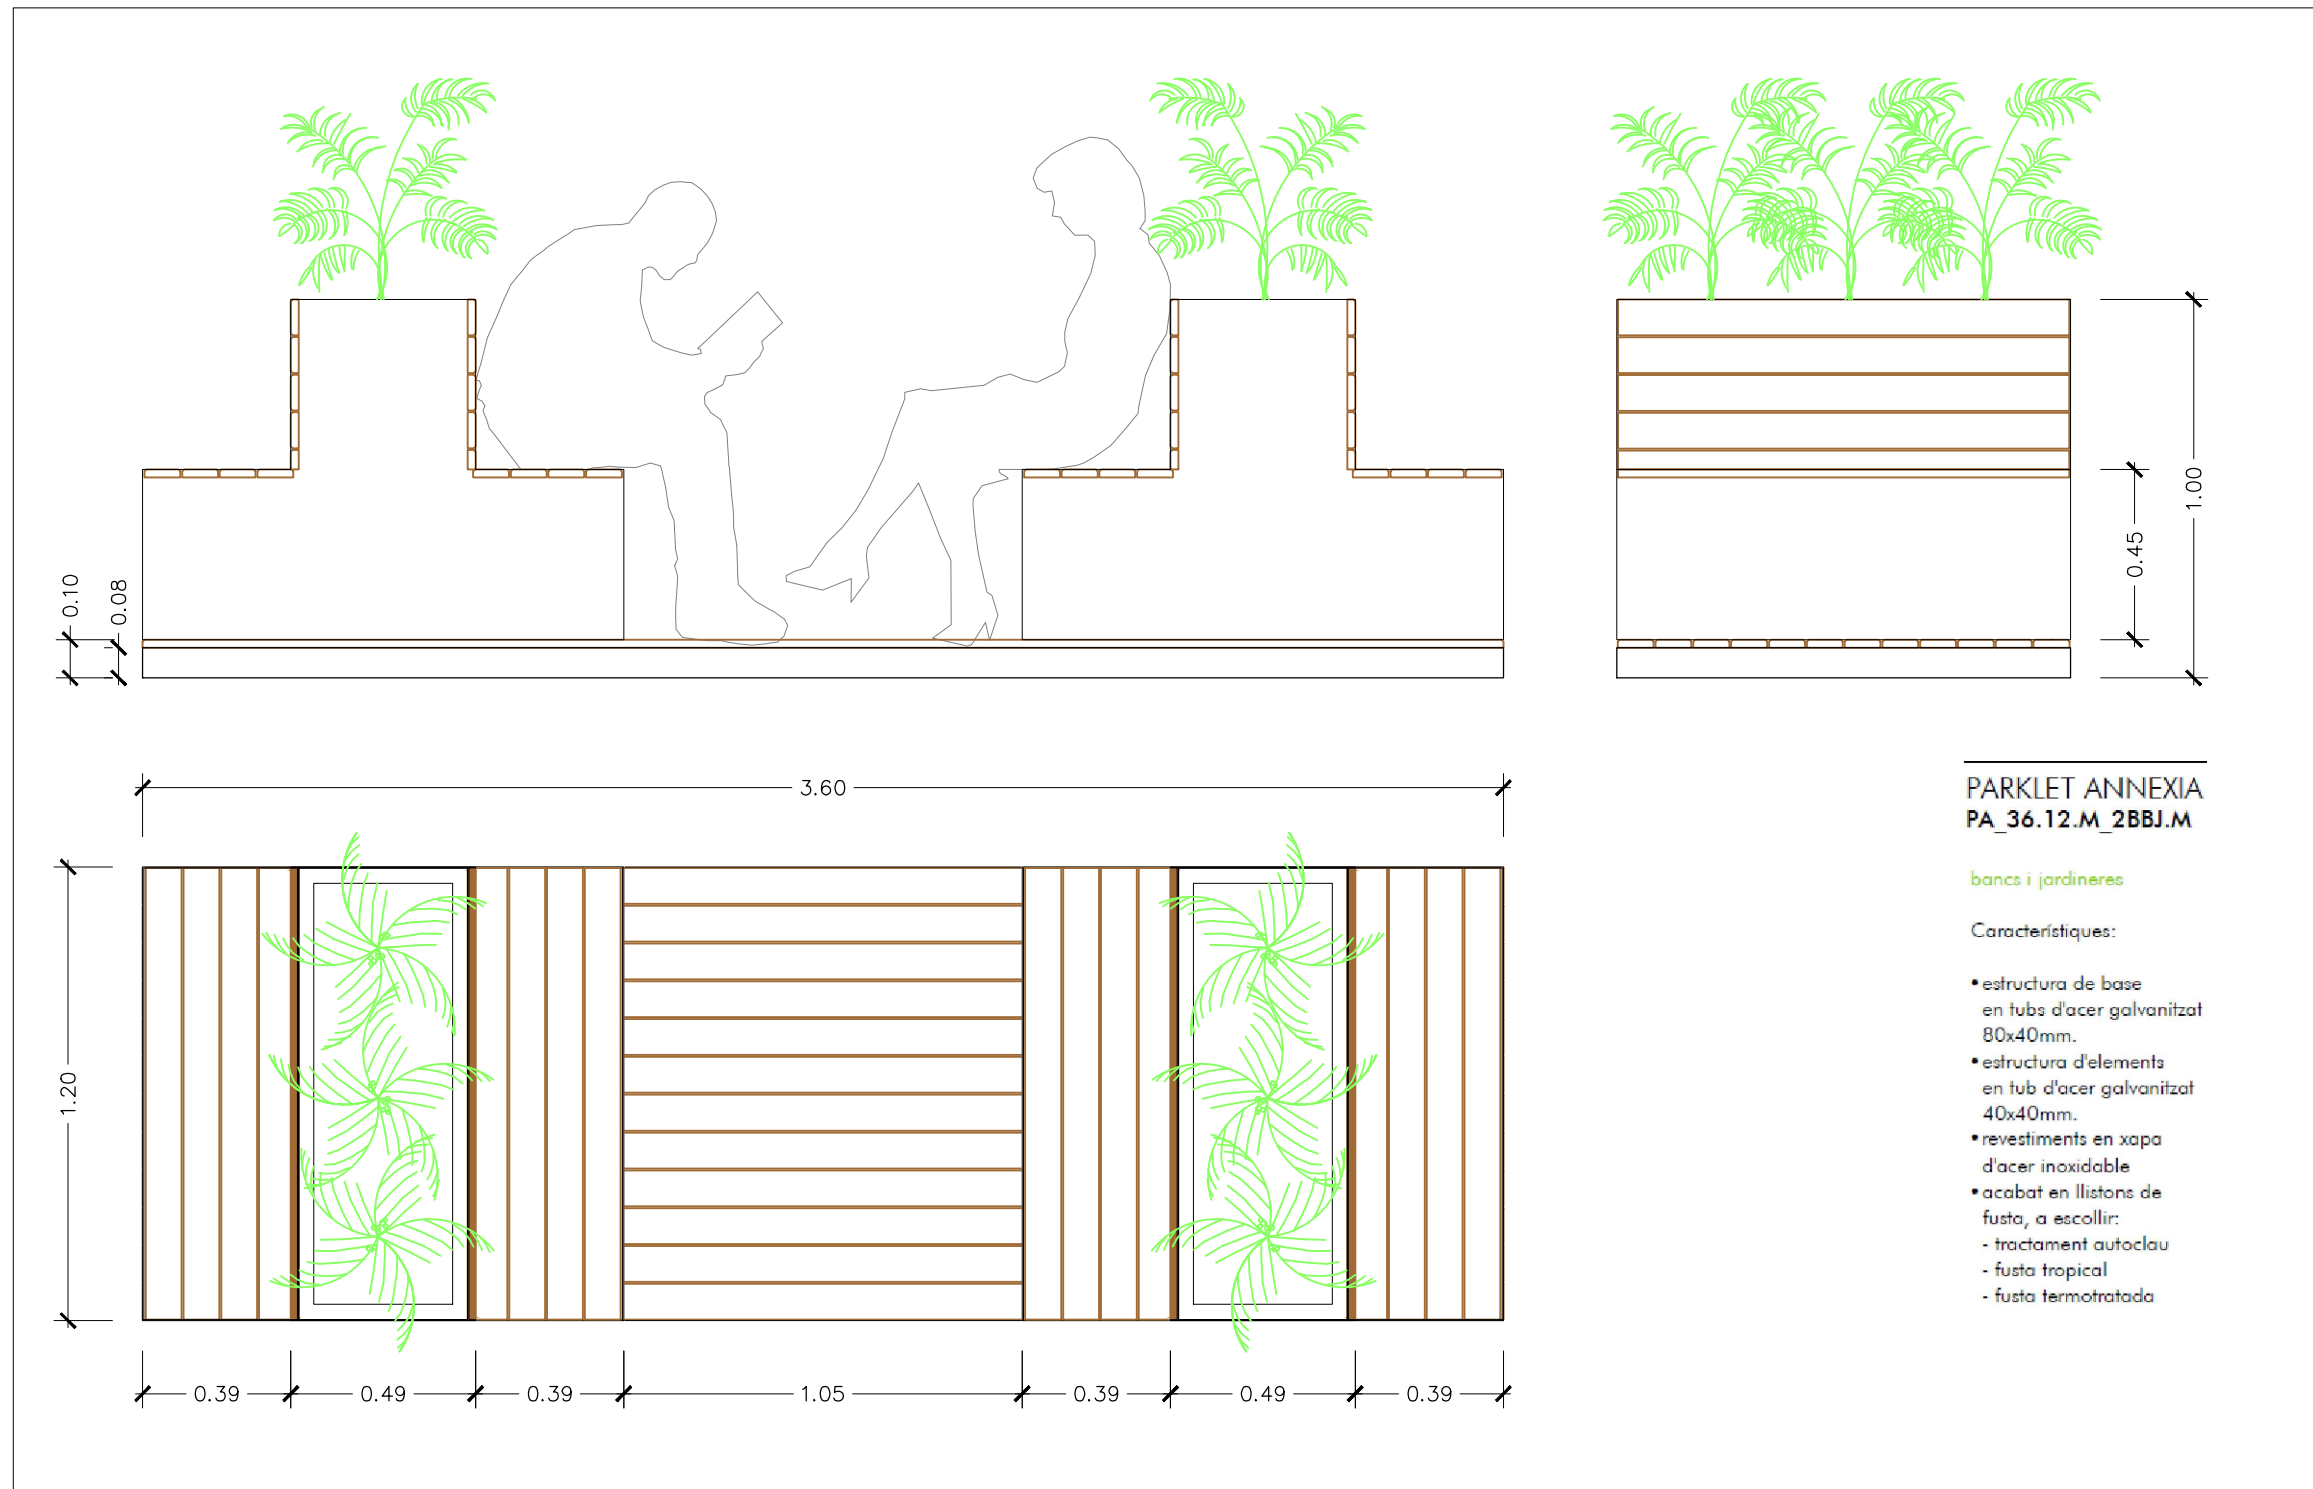 0.10
0.08
0.45
1.00
3.60
1.20
0.39
0.49
0.39
1.05
0.39
0.49
0.39
PARKLET ANNEXIA
PA_36.12.M_2BBJ.M
bancs i jardineres
Característiques:
• estructura de base
en tubs d'acer galvanitzat
80x40mm.
• estructura d'elements
en tub d'acer galvanitzat
40x40mm.
• revestiments en xapa
d'acer inoxidable
• acabat en llistons de
fusta, a escollir:
- tractament autoclau
- fusta tropical
- fusta termotratada